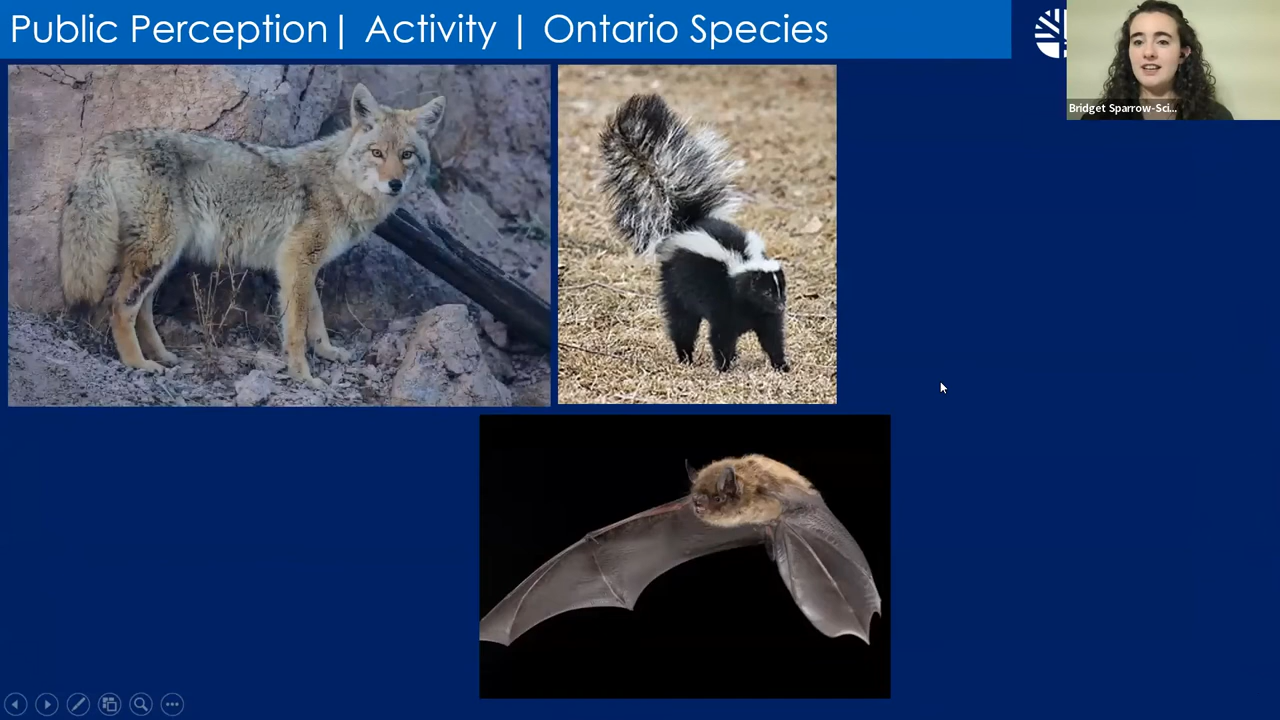 Public Perception| Activity | Ontario Species
Bridget Sparrow-Sci...